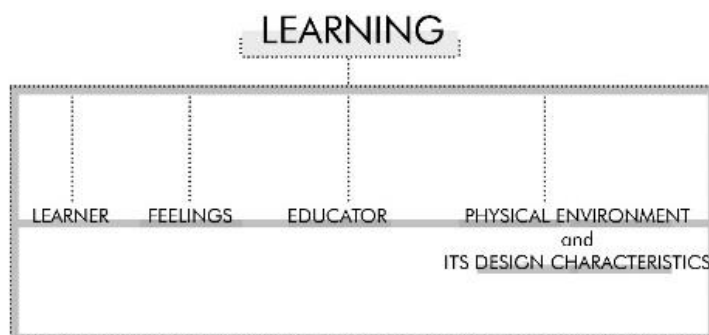 LEARNING
LEARNER FEELINGS EDUCATOR PHYSICAL ENVIRONMENT
and
ITS DESIGN CHARACTERISTICS